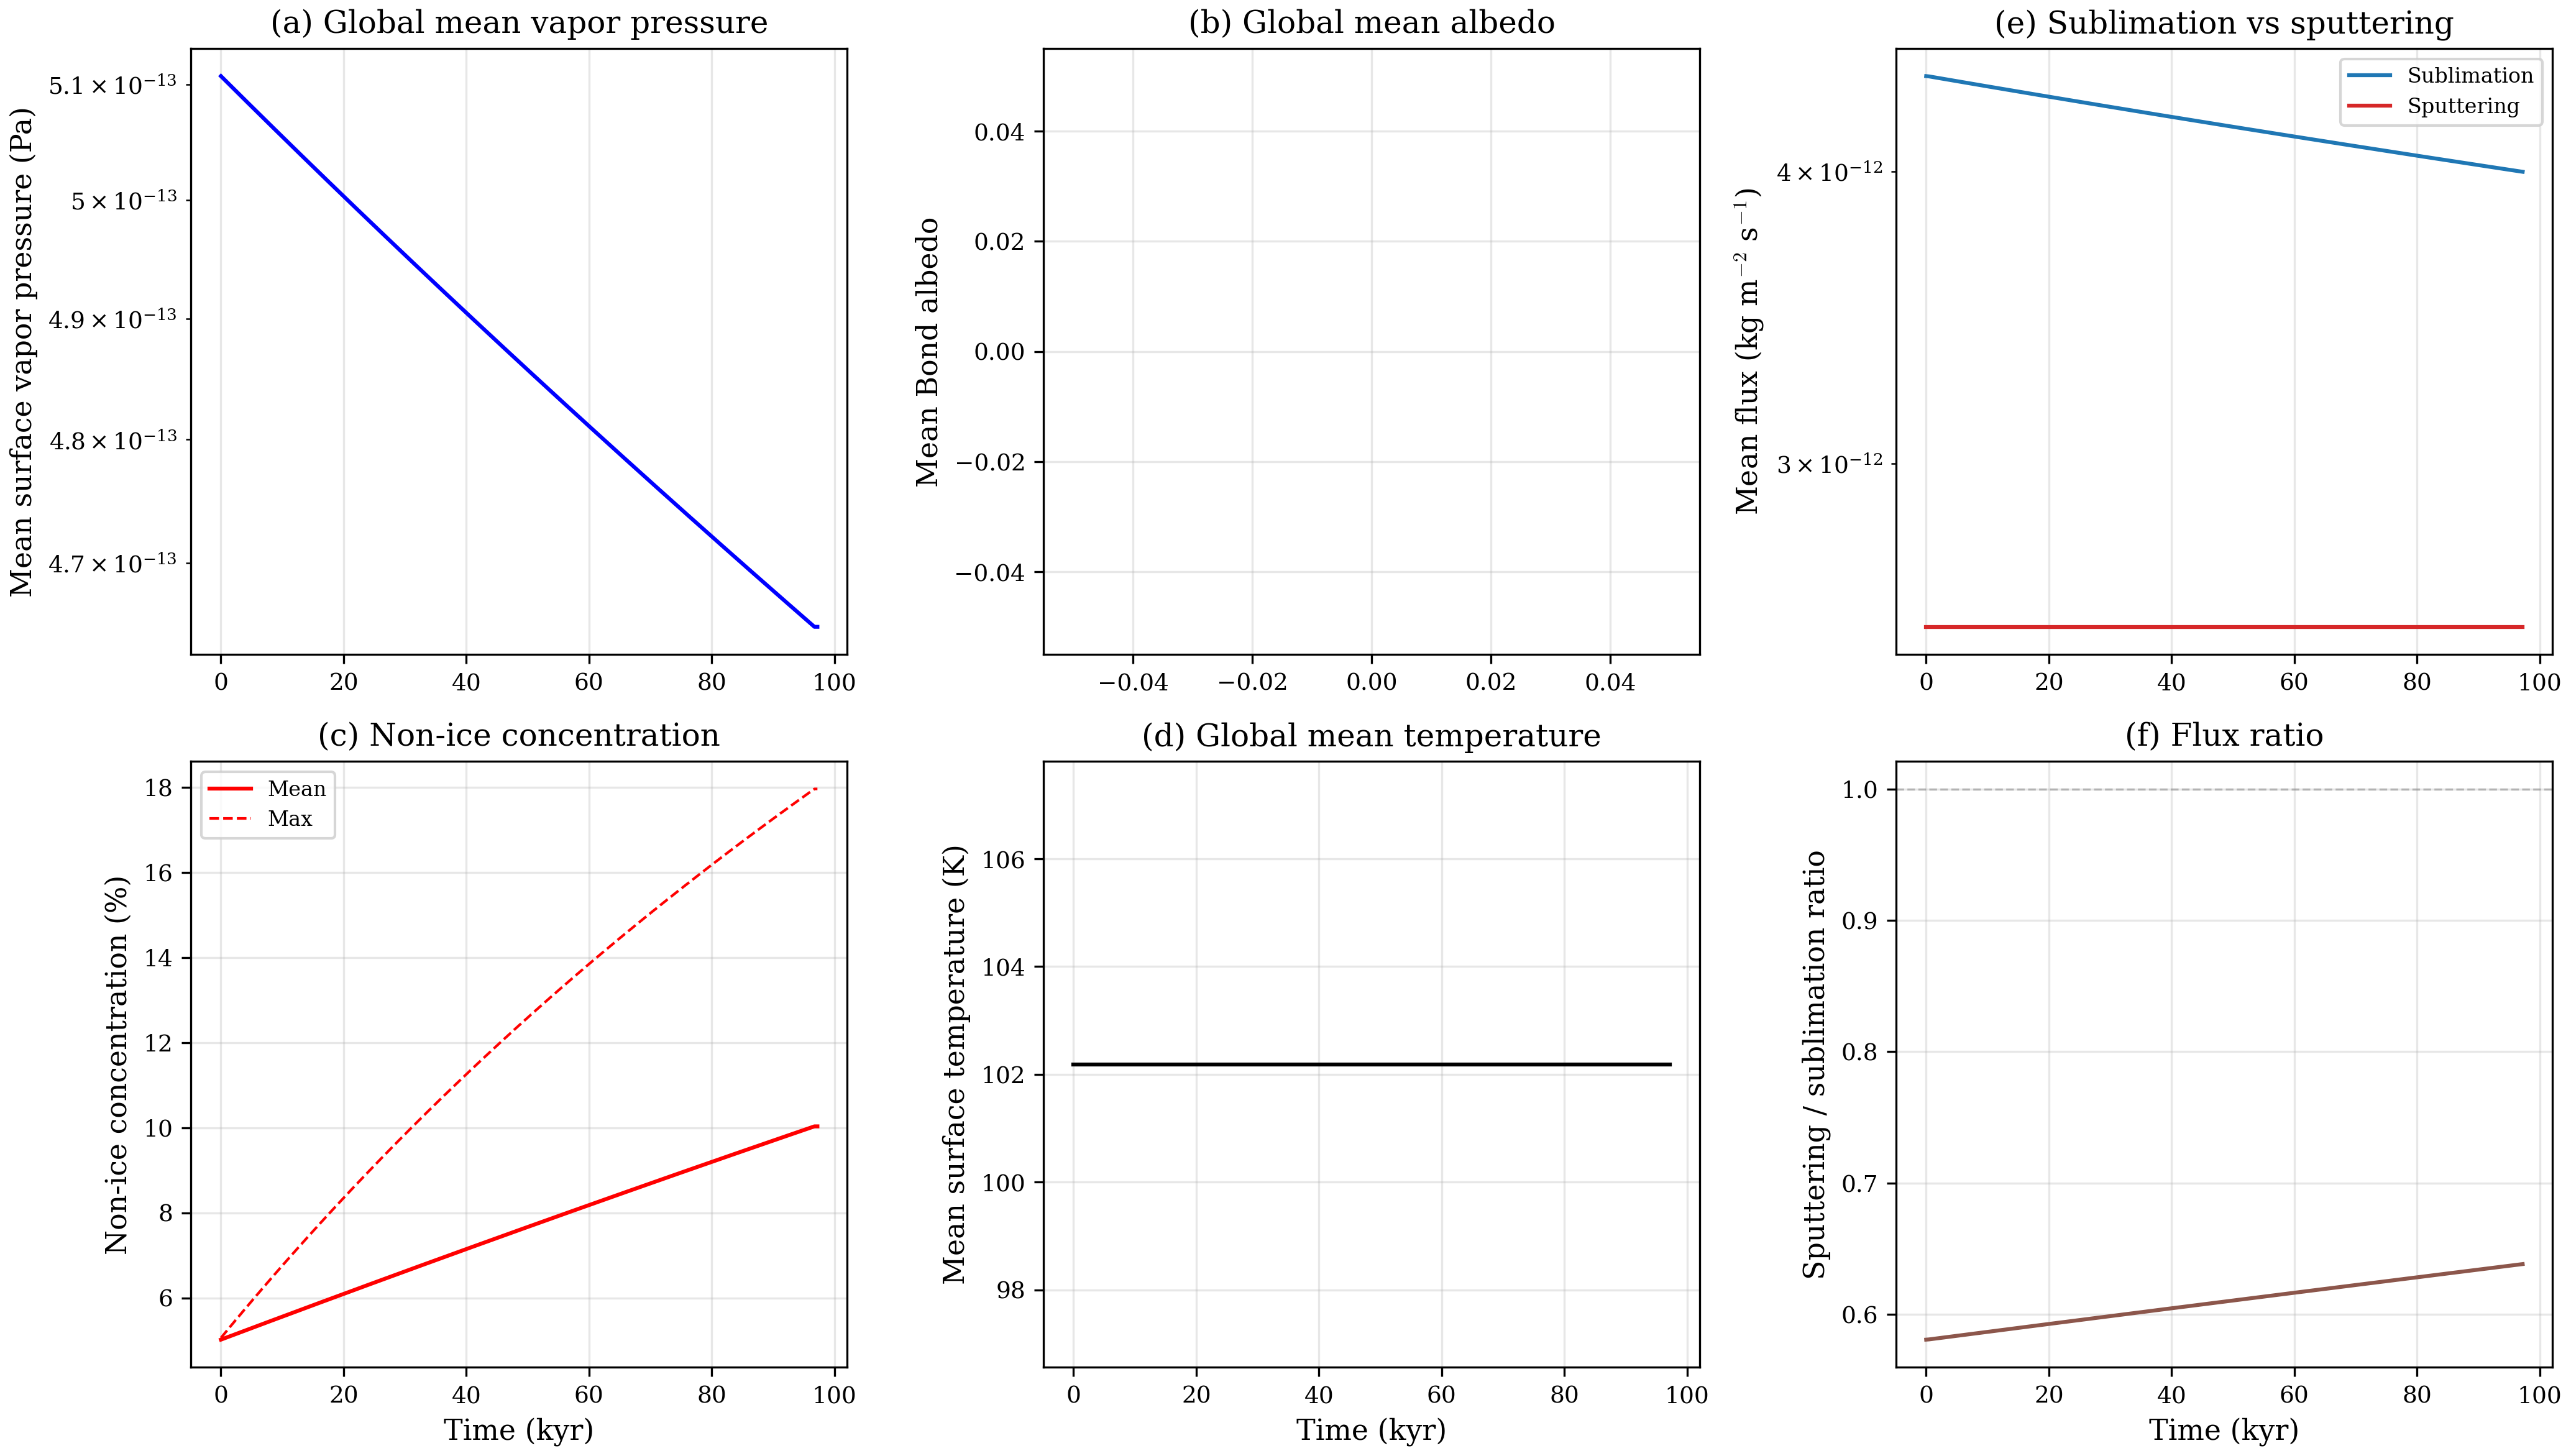 (a) Global mean vapor pressure
Mean surface vapor pressure (Pa)
5.1 × 10⁻¹³
5 × 10⁻¹³
4.9 × 10⁻¹³
4.8 × 10⁻¹³
4.7 × 10⁻¹³
0 20 40 60 80 100
(b) Global mean albedo
Mean Bond albedo
0.04
0.02
0.00
−0.02
−0.04
−0.04 −0.02 0.00 0.02 0.04
(e) Sublimation vs sputtering
Mean flux (kg m⁻² s⁻¹)
Sublimation
Sputtering
4 × 10⁻¹²
3 × 10⁻¹²
0 20 40 60 80 100
(c) Non-ice concentration
Non-ice concentration (%)
Mean
Max
18
16
14
12
10
8
6
0 20 40 60 80 100
Time (kyr)
(d) Global mean temperature
Mean surface temperature (K)
106
104
102
100
98
0 20 40 60 80 100
Time (kyr)
(f) Flux ratio
Sputtering / sublimation ratio
1.0
0.9
0.8
0.7
0.6
0 20 40 60 80 100
Time (kyr)